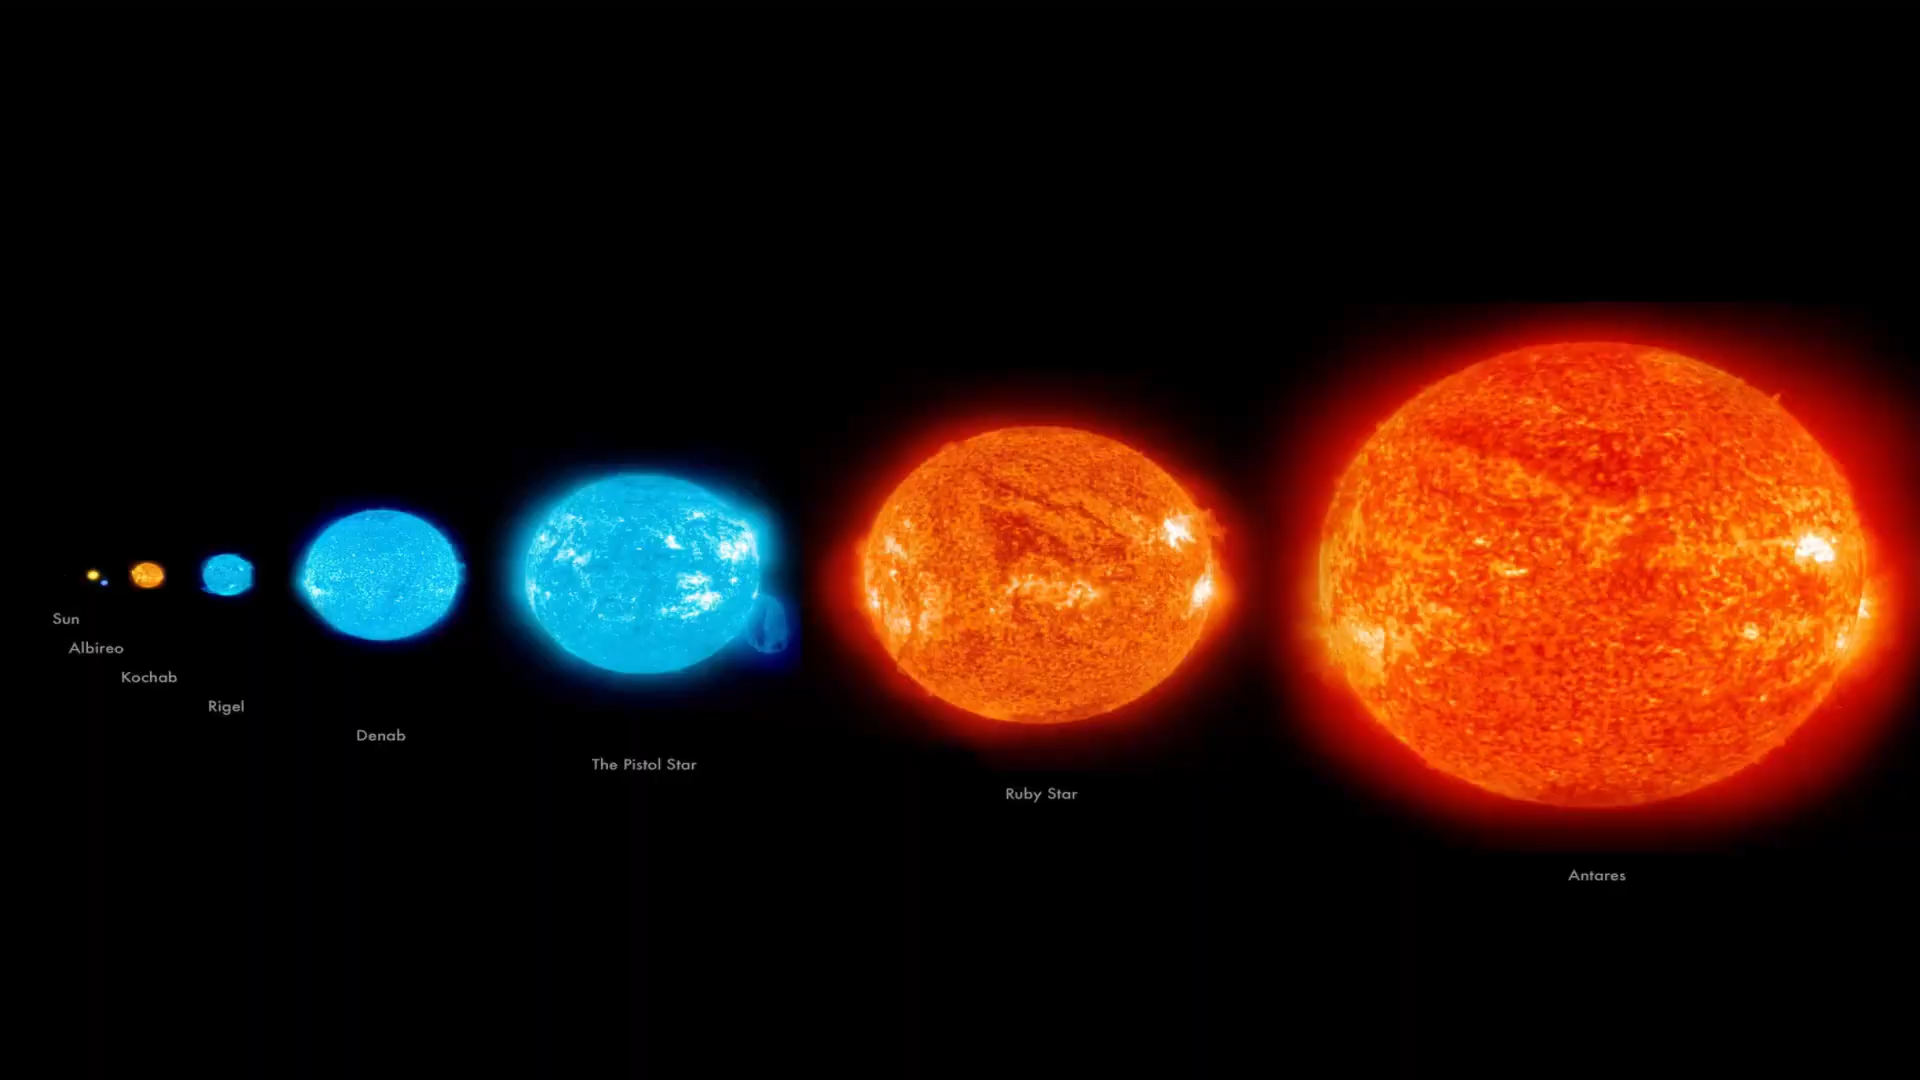 Sun
Albireo
Kochab
Rigel
Denab
The Pistol Star
Ruby Star
Antares